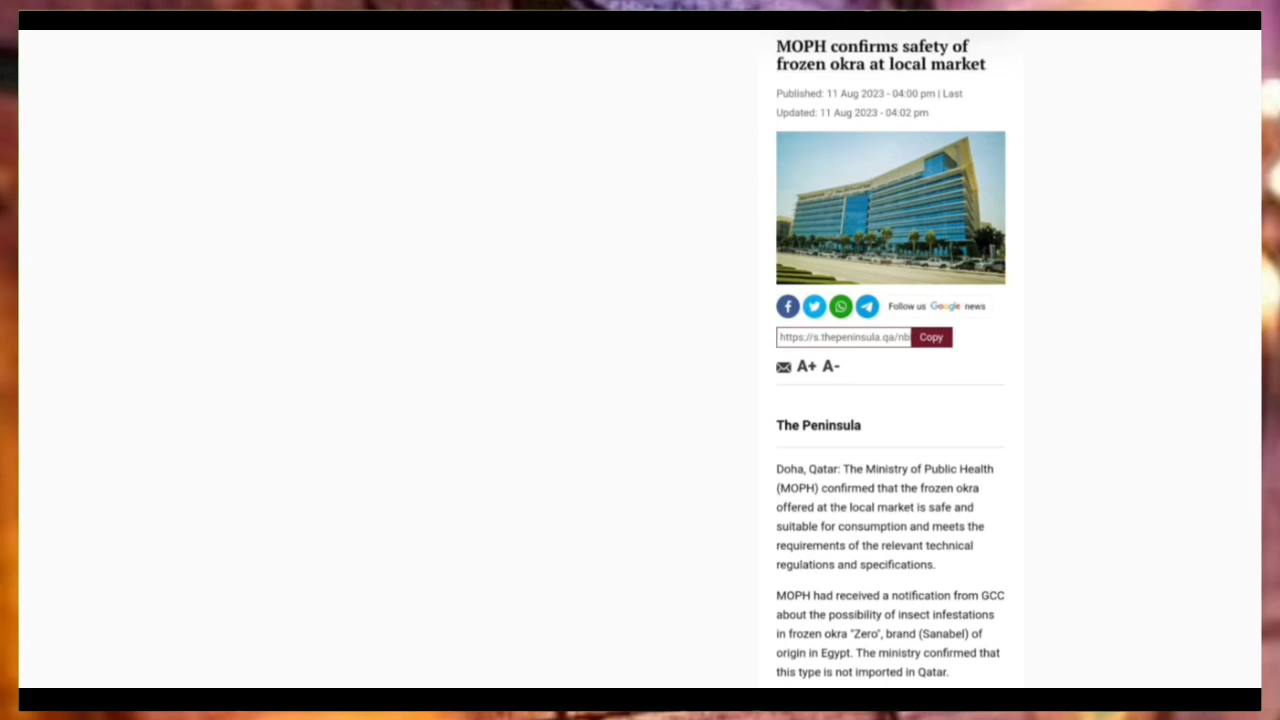 MOPH confirms safety of
frozen okra at local market
Published: 11 Aug 2023 - 04:00 pm | Last
Updated: 11 Aug 2023 - 04:02 pm
Follow us Google news
https://s.thepeninsula.qa/nb Copy
A+ A-
The Peninsula
Doha, Qatar: The Ministry of Public Health
(MOPH) confirmed that the frozen okra
offered at the local market is safe and
suitable for consumption and meets the
requirements of the relevant technical
regulations and specifications.
MOPH had received a notification from GCC
about the possibility of insect infestations
in frozen okra "Zero", brand (Sanabel) of
origin in Egypt. The ministry confirmed that
this type is not imported in Qatar.